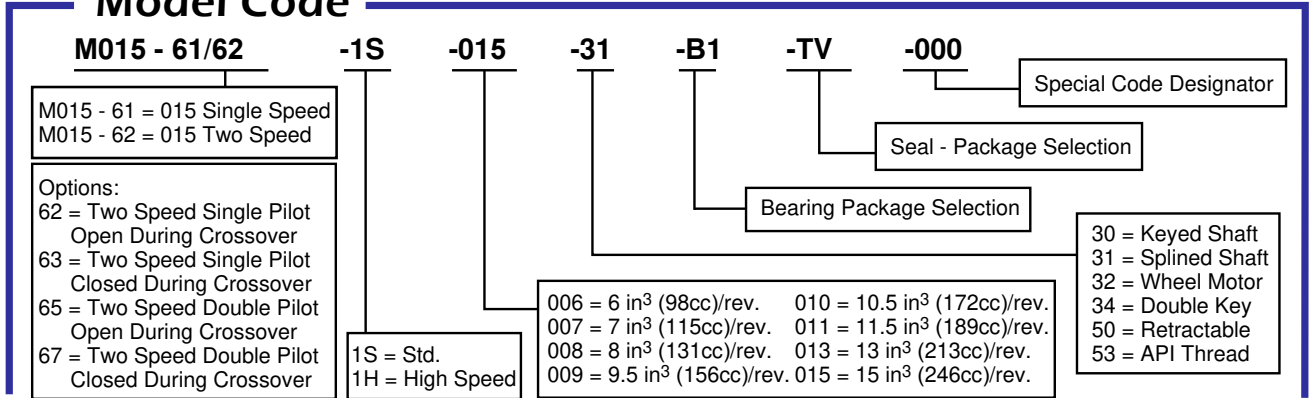 Model Code
M015 - 61/62 -1S -015 -31 -B1 -TV -000
M015 - 61 = 015 Single Speed
M015 - 62 = 015 Two Speed
Options:
62 = Two Speed Single Pilot
Open During Crossover
63 = Two Speed Single Pilot
Closed During Crossover
65 = Two Speed Double Pilot
Open During Crossover
67 = Two Speed Double Pilot
Closed During Crossover
1S = Std.
1H = High Speed
006 = 6 in³ (98cc)/rev. 010 = 10.5 in³ (172cc)/rev.
007 = 7 in³ (115cc)/rev. 011 = 11.5 in³ (189cc)/rev.
008 = 8 in³ (131cc)/rev. 013 = 13 in³ (213cc)/rev.
009 = 9.5 in³ (156cc)/rev. 015 = 15 in³ (246cc)/rev.
30 = Keyed Shaft
31 = Splined Shaft
32 = Wheel Motor
34 = Double Key
50 = Retractable
53 = API Thread
Bearing Package Selection
Seal - Package Selection
Special Code Designator